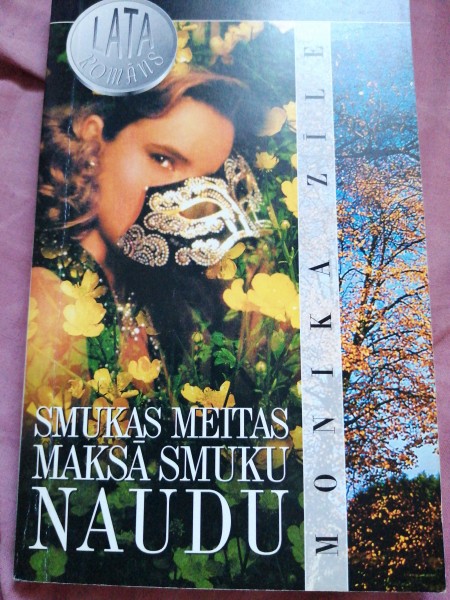 LATA
ROMĀNS
MONIKA ZĪLE
SMUKAS MEITAS
MAKSĀ SMUKU
NAUDU